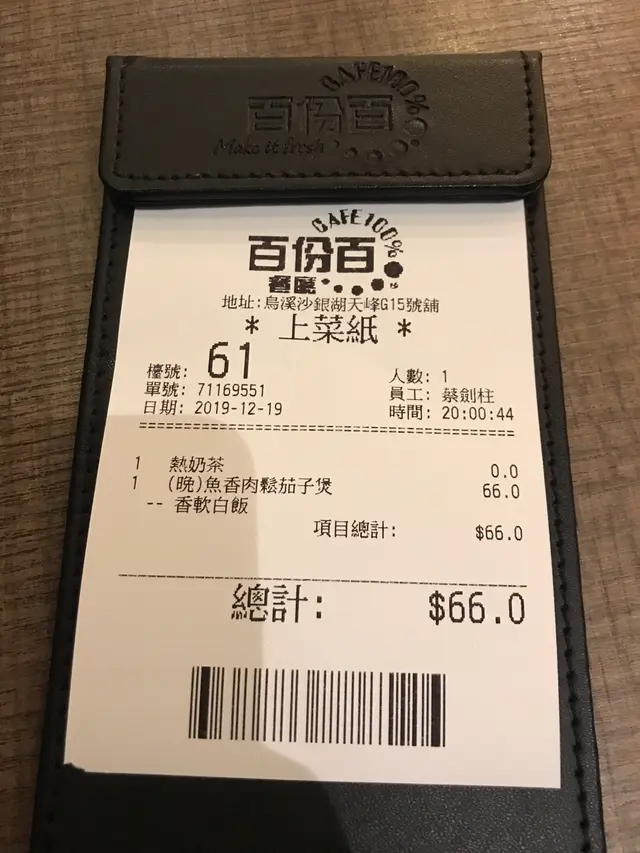 CAFE100%
百份百
Make it fresh
CAFE100%
百份百
餐廳
地址:烏溪沙銀湖天峰G15號舖
* 上菜紙 *
檯號: 61 人數: 1
單號: 71169551 員工: 蔡劍柱
日期: 2019-12-19 時間: 20:00:44
1 熱奶茶 0.0
1 (晚)魚香肉鬆茄子煲 66.0
-- 香軟白飯
項目總計: $66.0
總計: $66.0